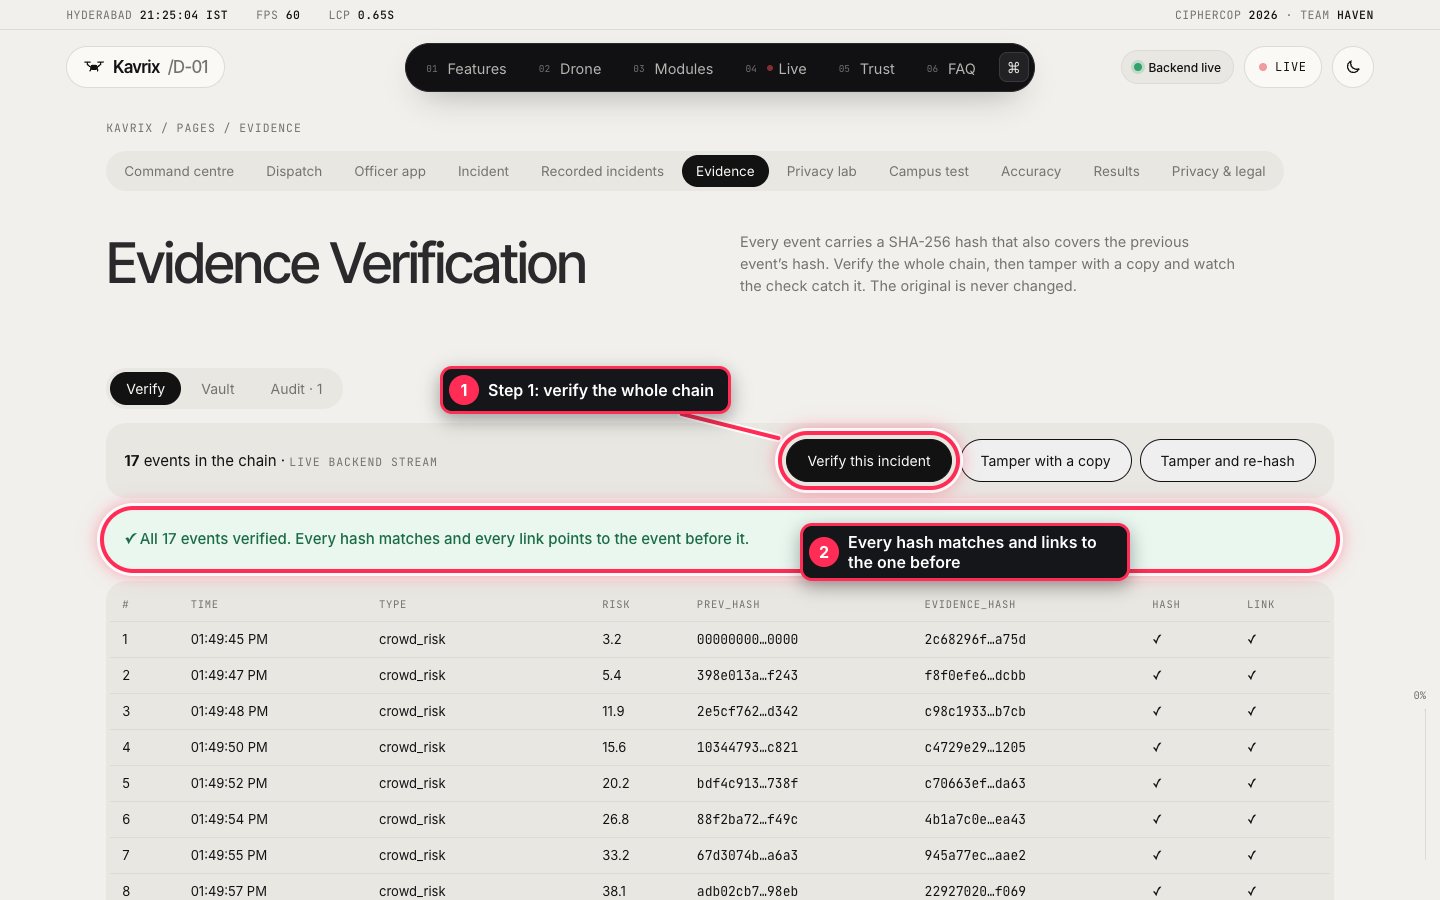 HYDERABAD 21:25:04 IST FPS 60 LCP 0.65S CIPHERCOP 2026 · TEAM HAVEN
Kavrix /D-01
01 Features 02 Drone 03 Modules 04 Live 05 Trust 06 FAQ ⌘
Backend live LIVE
KAVRIX / PAGES / EVIDENCE
Command centre Dispatch Officer app Incident Recorded incidents Evidence Privacy lab Campus test Accuracy Results Privacy & legal
Evidence Verification
Every event carries a SHA-256 hash that also covers the previous
event's hash. Verify the whole chain, then tamper with a copy and watch
the check catch it. The original is never changed.
Verify Vault Audit · 1
1 Step 1: verify the whole chain
17 events in the chain · LIVE BACKEND STREAM
Verify this incident Tamper with a copy Tamper and re-hash
✓ All 17 events verified. Every hash matches and every link points to the event before it.
2 Every hash matches and links to
the one before
# TIME TYPE RISK PREV_HASH EVIDENCE_HASH HASH LINK
1 01:49:45 PM crowd_risk 3.2 00000000…0000 2c68296f…a75d ✓ ✓
2 01:49:47 PM crowd_risk 5.4 398e013a…f243 f8f0efe6…dcbb ✓ ✓
3 01:49:48 PM crowd_risk 11.9 2e5cf762…d342 c98c1933…b7cb ✓ ✓
4 01:49:50 PM crowd_risk 15.6 10344793…c821 c4729e29…1205 ✓ ✓
5 01:49:52 PM crowd_risk 20.2 bdf4c913…738f c70663ef…da63 ✓ ✓
6 01:49:54 PM crowd_risk 26.8 88f2ba72…f49c 4b1a7c0e…ea43 ✓ ✓
7 01:49:55 PM crowd_risk 33.2 67d3074b…a6a3 945a77ec…aae2 ✓ ✓
8 01:49:57 PM crowd_risk 38.1 adb02cb7…98eb 22927020…f069 ✓ ✓
0%